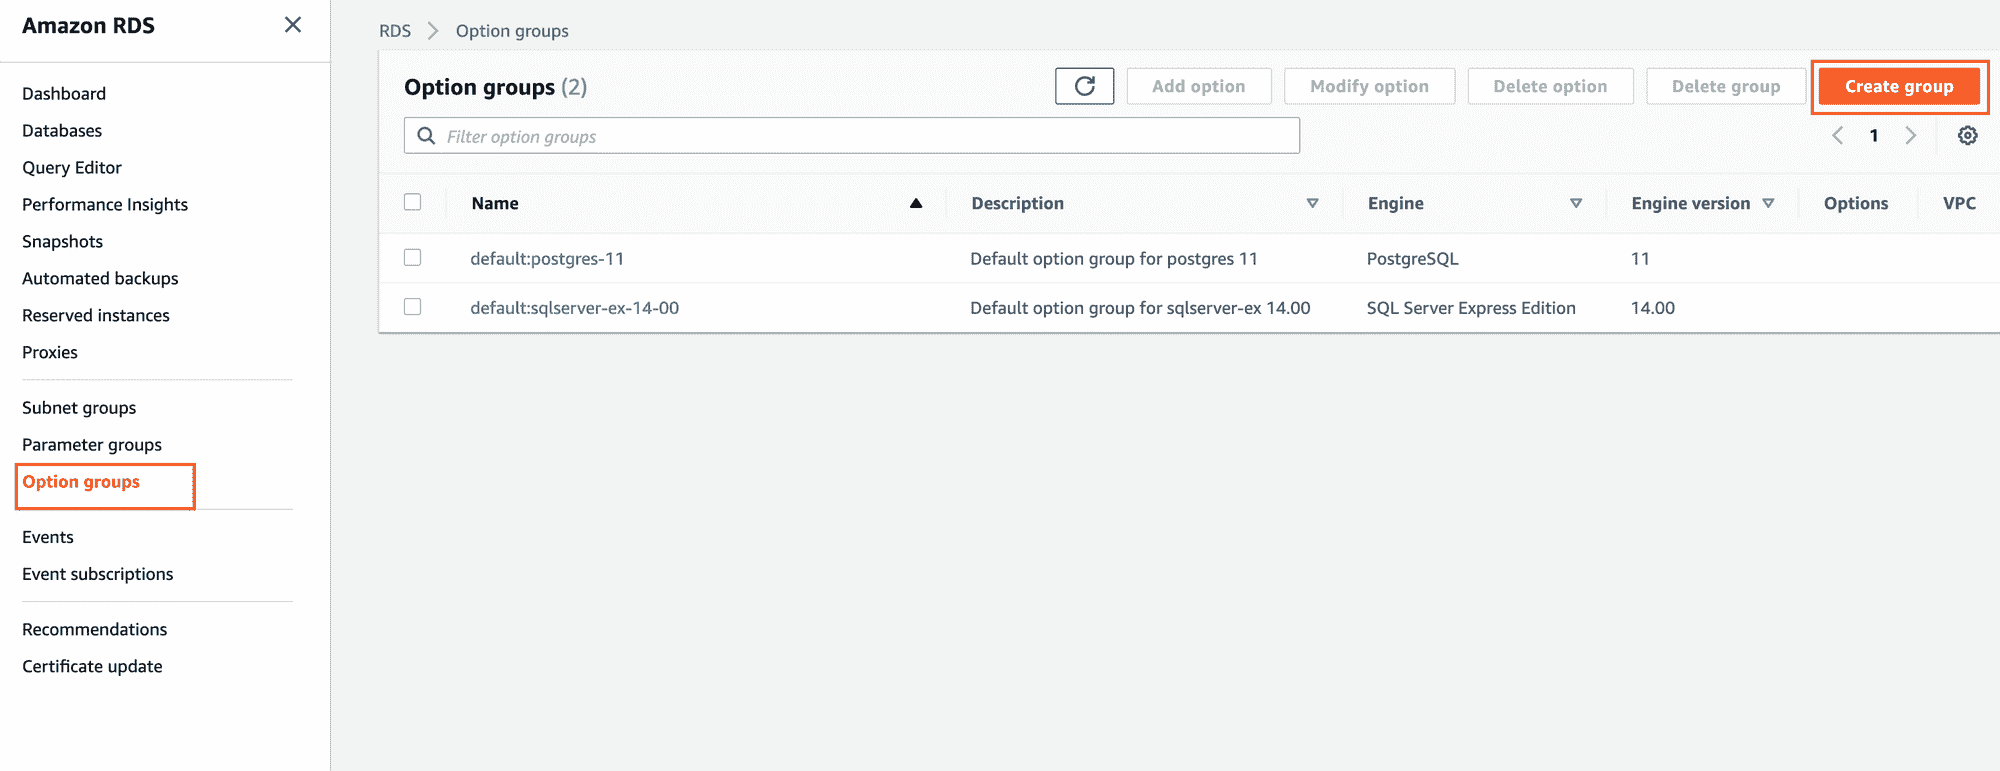 Amazon RDS
Dashboard
Databases
Query Editor
Performance Insights
Snapshots
Automated backups
Reserved instances
Proxies
Subnet groups
Parameter groups
Option groups
Events
Event subscriptions
Recommendations
Certificate update
RDS Option groups
Option groups (2) Add option Modify option Delete option Delete group Create group
Filter option groups 1
Name Description Engine Engine version Options VPC
default:postgres-11 Default option group for postgres 11 PostgreSQL 11
default:sqlserver-ex-14-00 Default option group for sqlserver-ex 14.00 SQL Server Express Edition 14.00